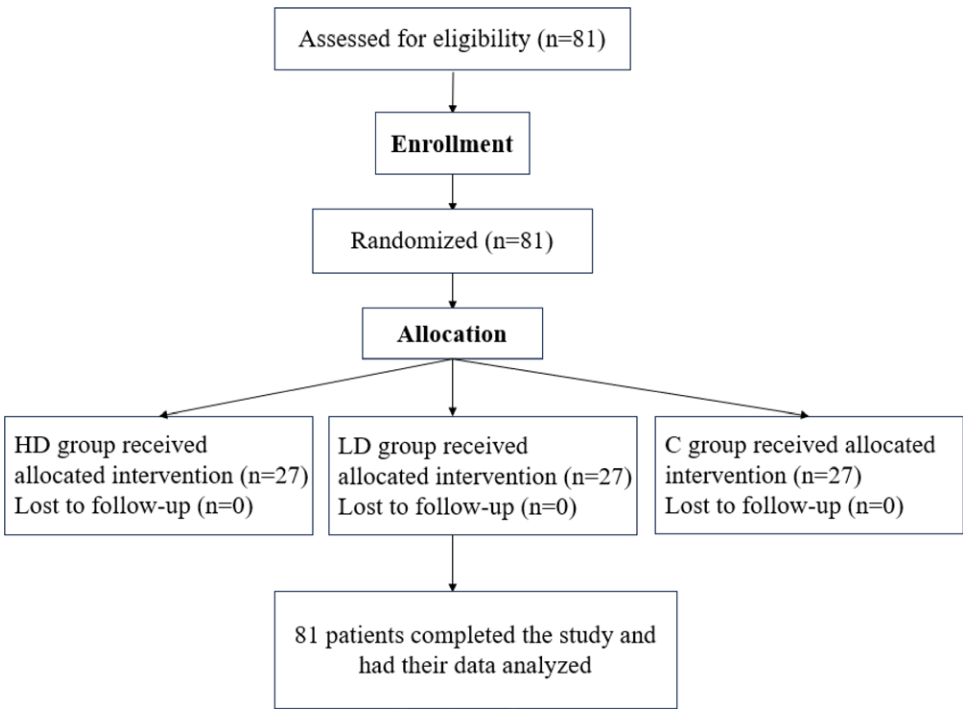 Assessed for eligibility (n=81)
Enrollment
Randomized (n=81)
Allocation
HD group received
allocated intervention (n=27)
Lost to follow-up (n=0)
LD group received
allocated intervention (n=27)
Lost to follow-up (n=0)
C group received allocated
intervention (n=27)
Lost to follow-up (n=0)
81 patients completed the study and
had their data analyzed